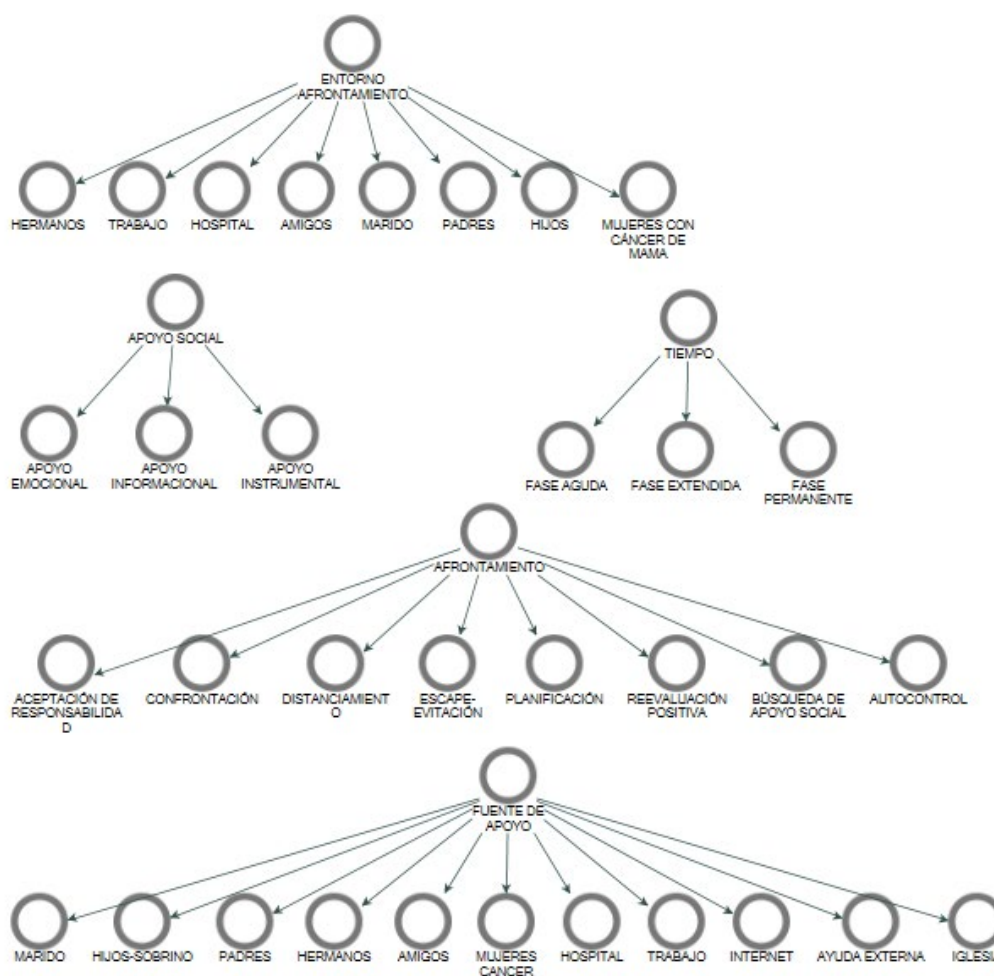 ENTORNO
AFRONTAMIENTO
HERMANOS
TRABAJO
HOSPITAL
AMIGOS
MARIDO
PADRES
HIJOS
MUJERES CON
CÁNCER DE
MAMA
APOYO SOCIAL
TIEMPO
APOYO
EMOCIONAL
APOYO
INFORMACIONAL
APOYO
INSTRUMENTAL
FASE AGUDA
FASE EXTENDIDA
FASE
PERMANENTE
AFRONTAMIENTO
ACEPTACIÓN DE
RESPONSABILIDA
D
CONFRONTACIÓN
DISTANCIAMIENT
O
ESCAPE-
EVITACIÓN
PLANIFICACIÓN
REEVALUACIÓN
POSITIVA
BÚSQUEDA DE
APOYO SOCIAL
AUTOCONTROL
FUENTE DE
APOYO
MARIDO
HIJOS-SOBRINO
PADRES
HERMANOS
AMIGOS
MUJERES
CANCER
HOSPITAL
TRABAJO
INTERNET
AYUDA EXTERNA
IGLESI